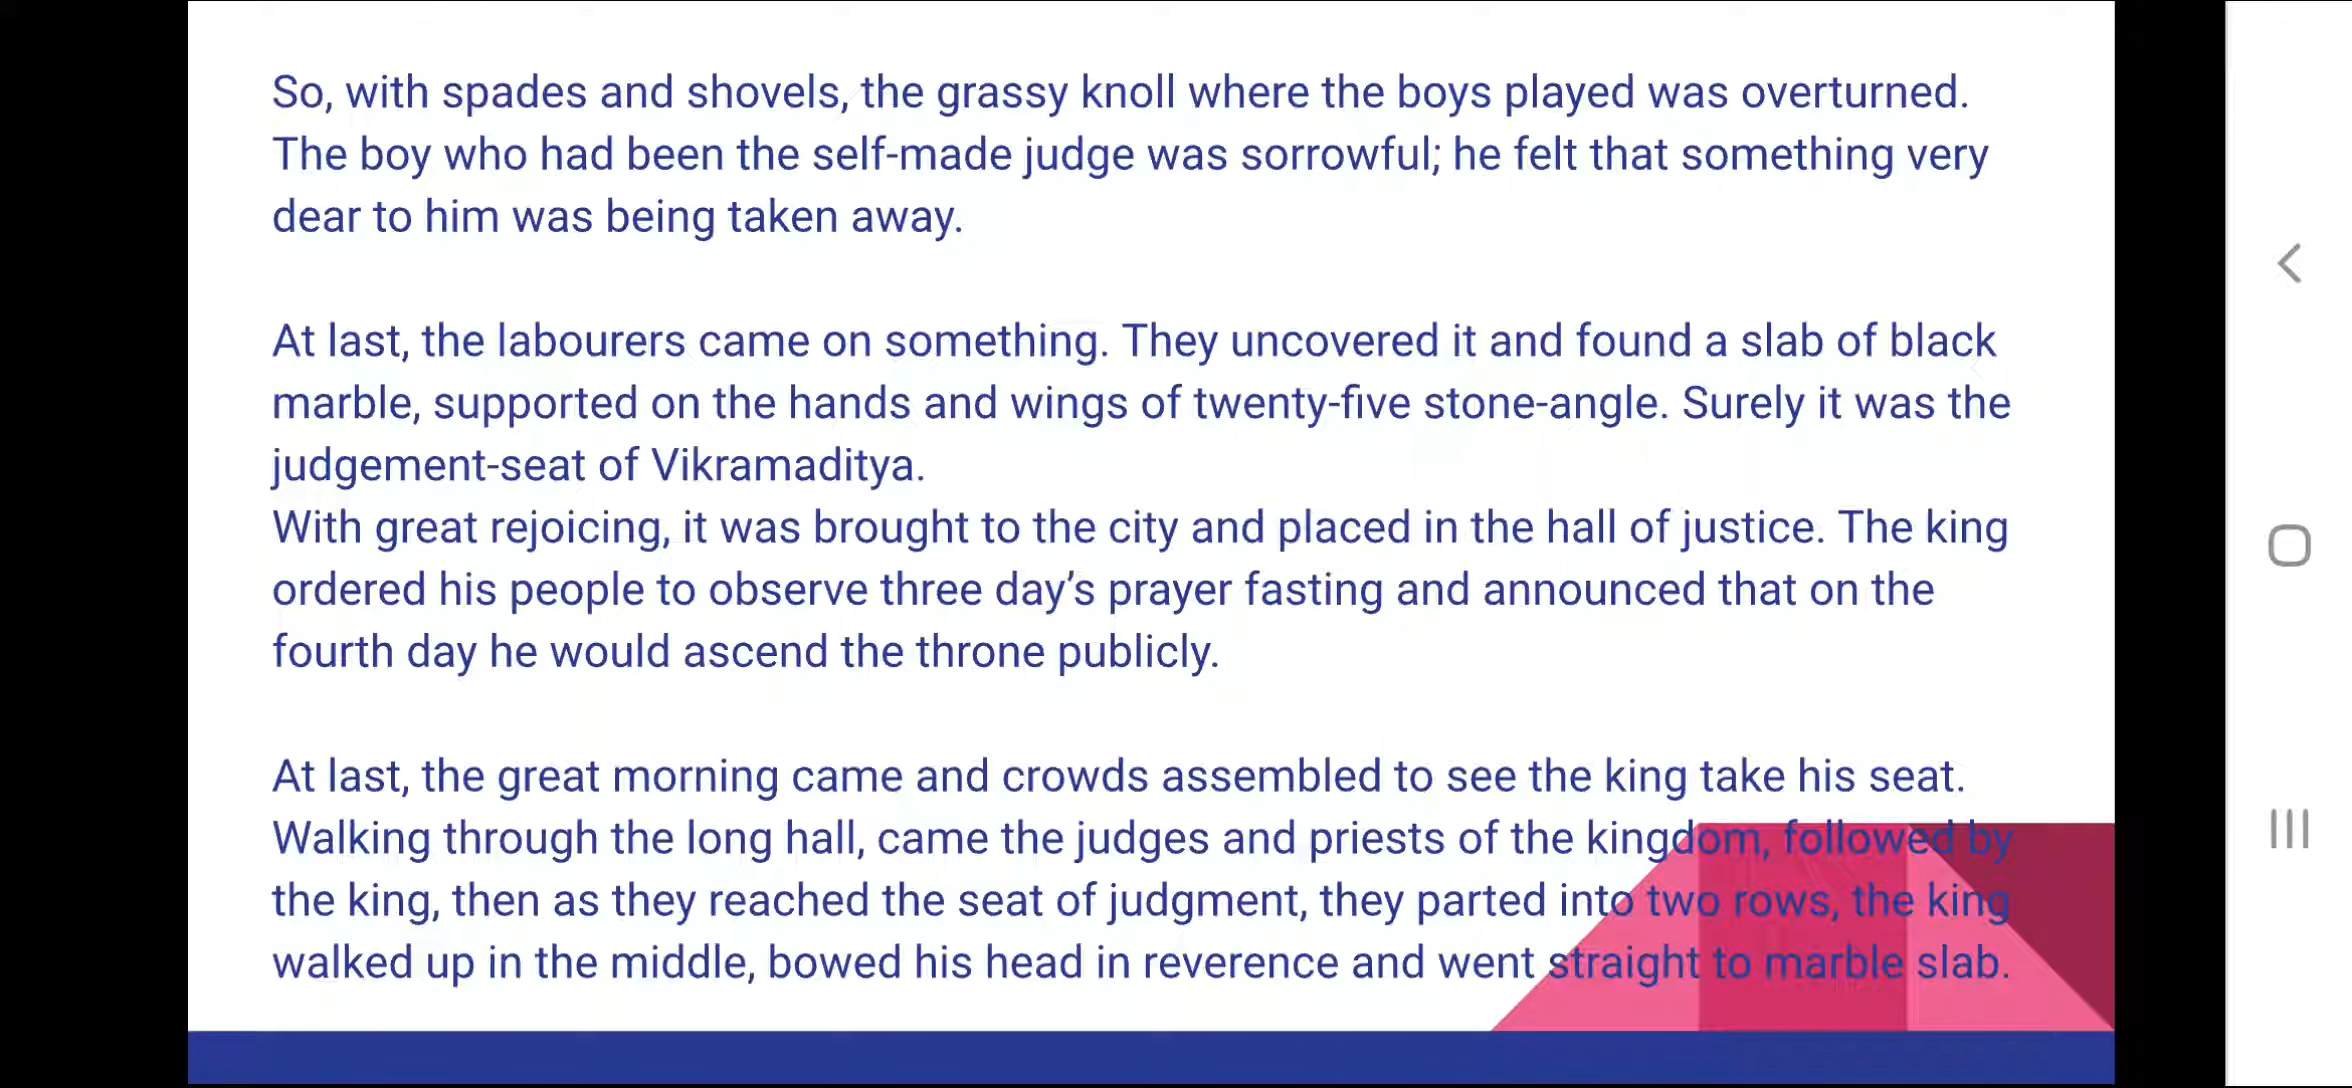 So, with spades and shovels, the grassy knoll where the boys played was overturned.
The boy who had been the self-made judge was sorrowful; he felt that something very
dear to him was being taken away.
At last, the labourers came on something. They uncovered it and found a slab of black
marble, supported on the hands and wings of twenty-five stone-angle. Surely it was the
judgement-seat of Vikramaditya.
With great rejoicing, it was brought to the city and placed in the hall of justice. The king
ordered his people to observe three day’s prayer fasting and announced that on the
fourth day he would ascend the throne publicly.
At last, the great morning came and crowds assembled to see the king take his seat.
Walking through the long hall, came the judges and priests of the kingdom, followed by
the king, then as they reached the seat of judgment, they parted into two rows, the king
walked up in the middle, bowed his head in reverence and went straight to marble slab.